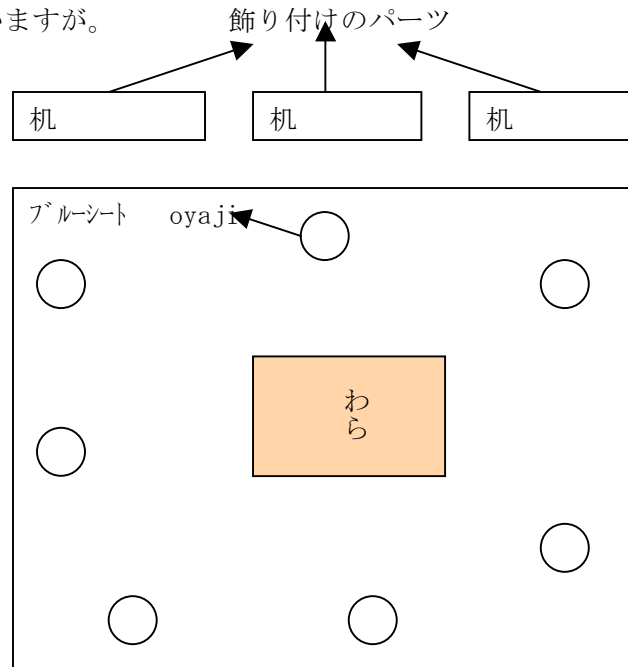 いますが。　飾り付けのパーツ
机　机　机
ﾌﾞﾙｰｼｰﾄ　oyaji
わら